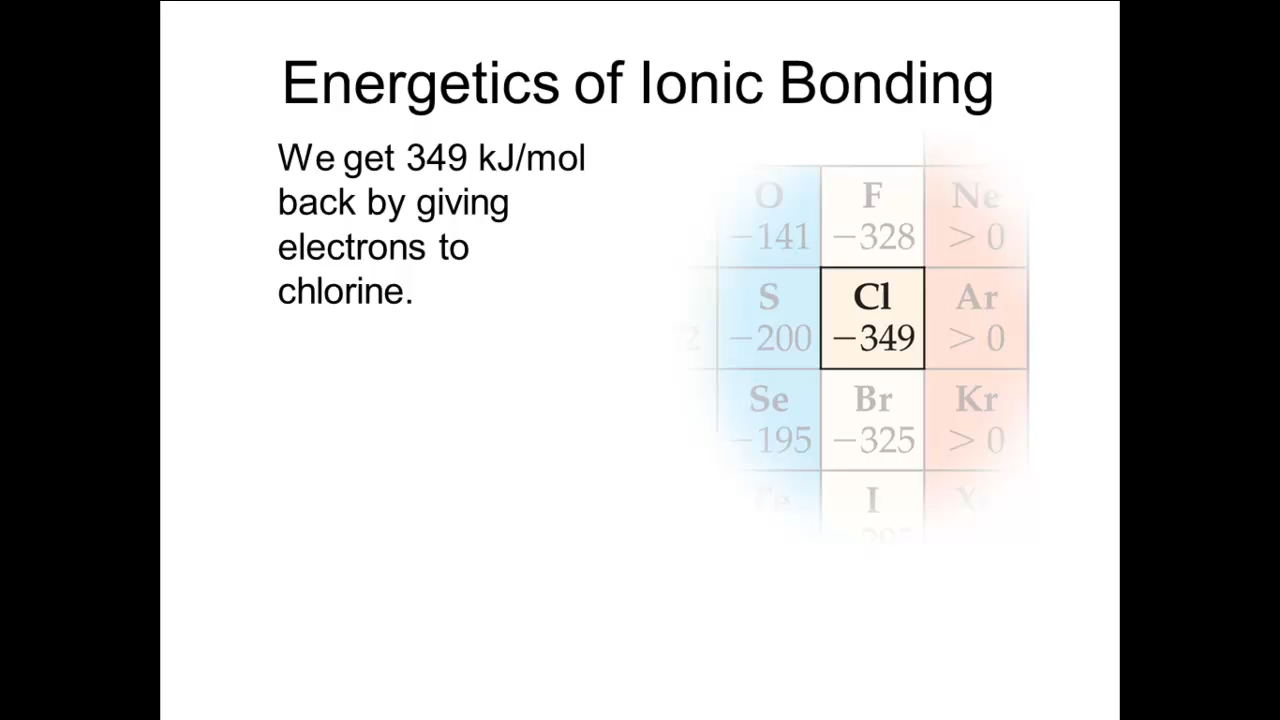 Energetics of Ionic Bonding
We get 349 kJ/mol
back by giving
electrons to
chlorine.
O F Ne
−141 −328 > 0
S Cl Ar
−200 −349 > 0
Se Br Kr
−195 −325 > 0
I